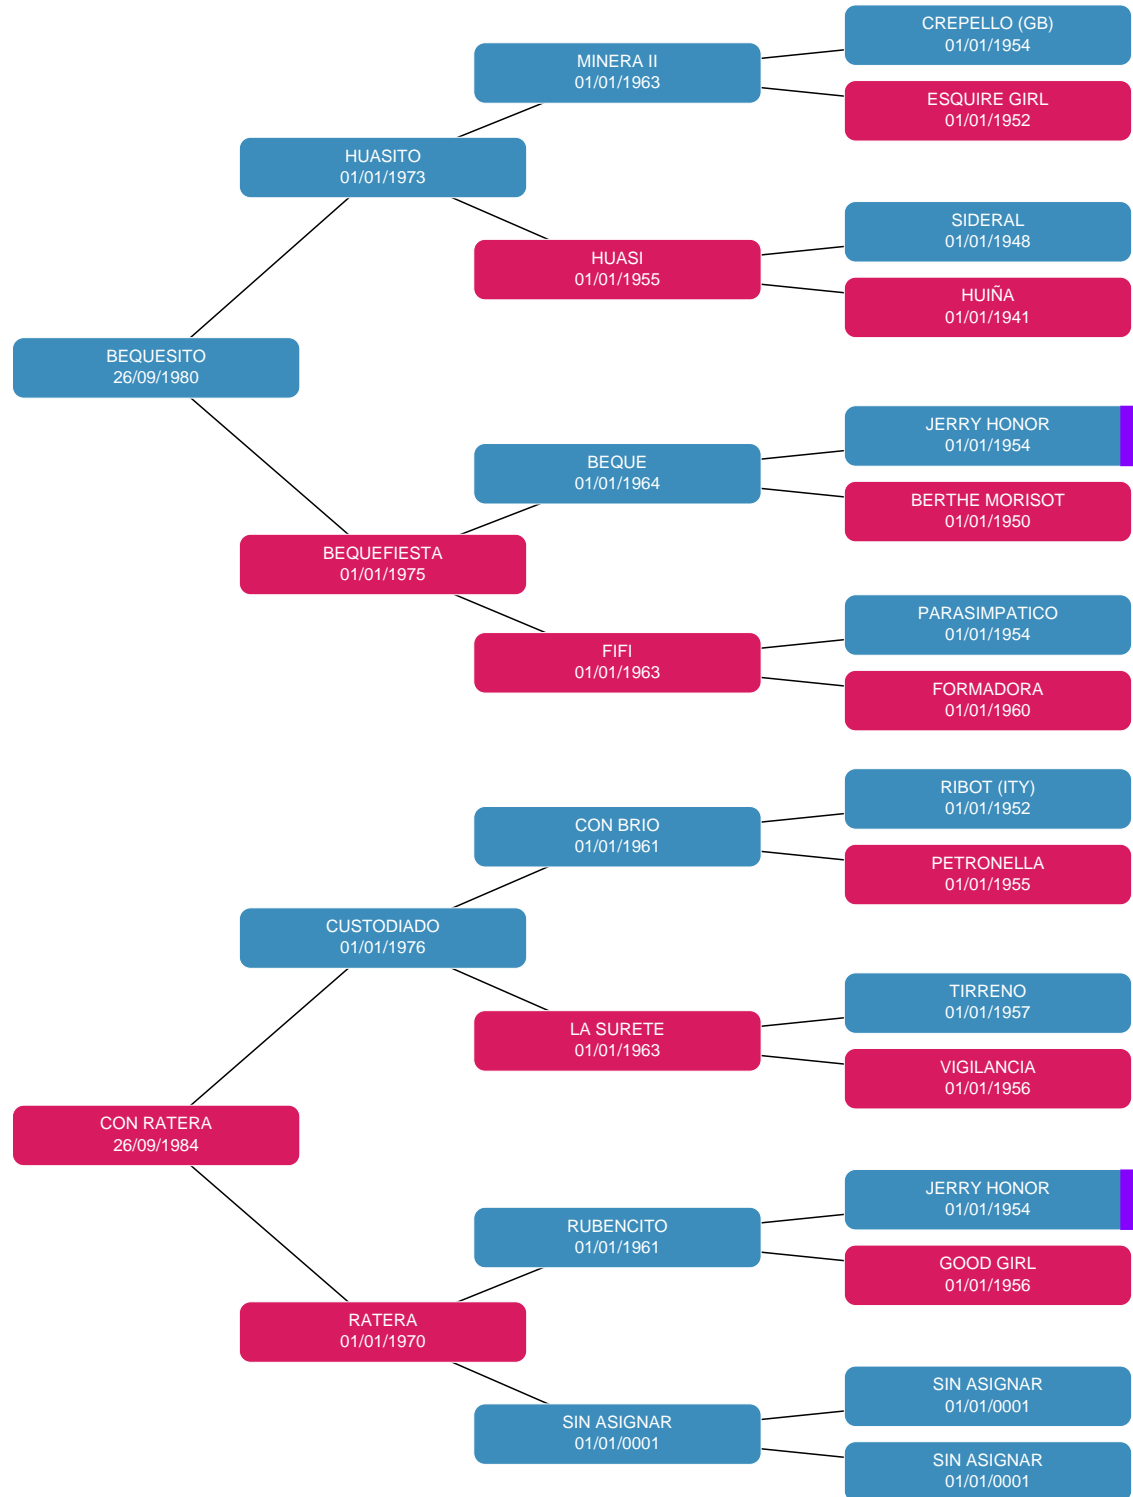 CREPELLO (GB)
01/01/1954
MINERA II
01/01/1963
ESQUIRE GIRL
01/01/1952
HUASITO
01/01/1973
SIDERAL
01/01/1948
HUASI
01/01/1955
HUIÑA
01/01/1941
BEQUESITO
26/09/1980
JERRY HONOR
01/01/1954
BEQUE
01/01/1964
BERTHE MORISOT
01/01/1950
BEQUEFIESTA
01/01/1975
PARASIMPATICO
01/01/1954
FIFI
01/01/1963
FORMADORA
01/01/1960
RIBOT (ITY)
01/01/1952
CON BRIO
01/01/1961
PETRONELLA
01/01/1955
CUSTODIADO
01/01/1976
TIRRENO
01/01/1957
LA SURETE
01/01/1963
VIGILANCIA
01/01/1956
CON RATERA
26/09/1984
JERRY HONOR
01/01/1954
RUBENCITO
01/01/1961
GOOD GIRL
01/01/1956
RATERA
01/01/1970
SIN ASIGNAR
01/01/0001
SIN ASIGNAR
01/01/0001
SIN ASIGNAR
01/01/0001